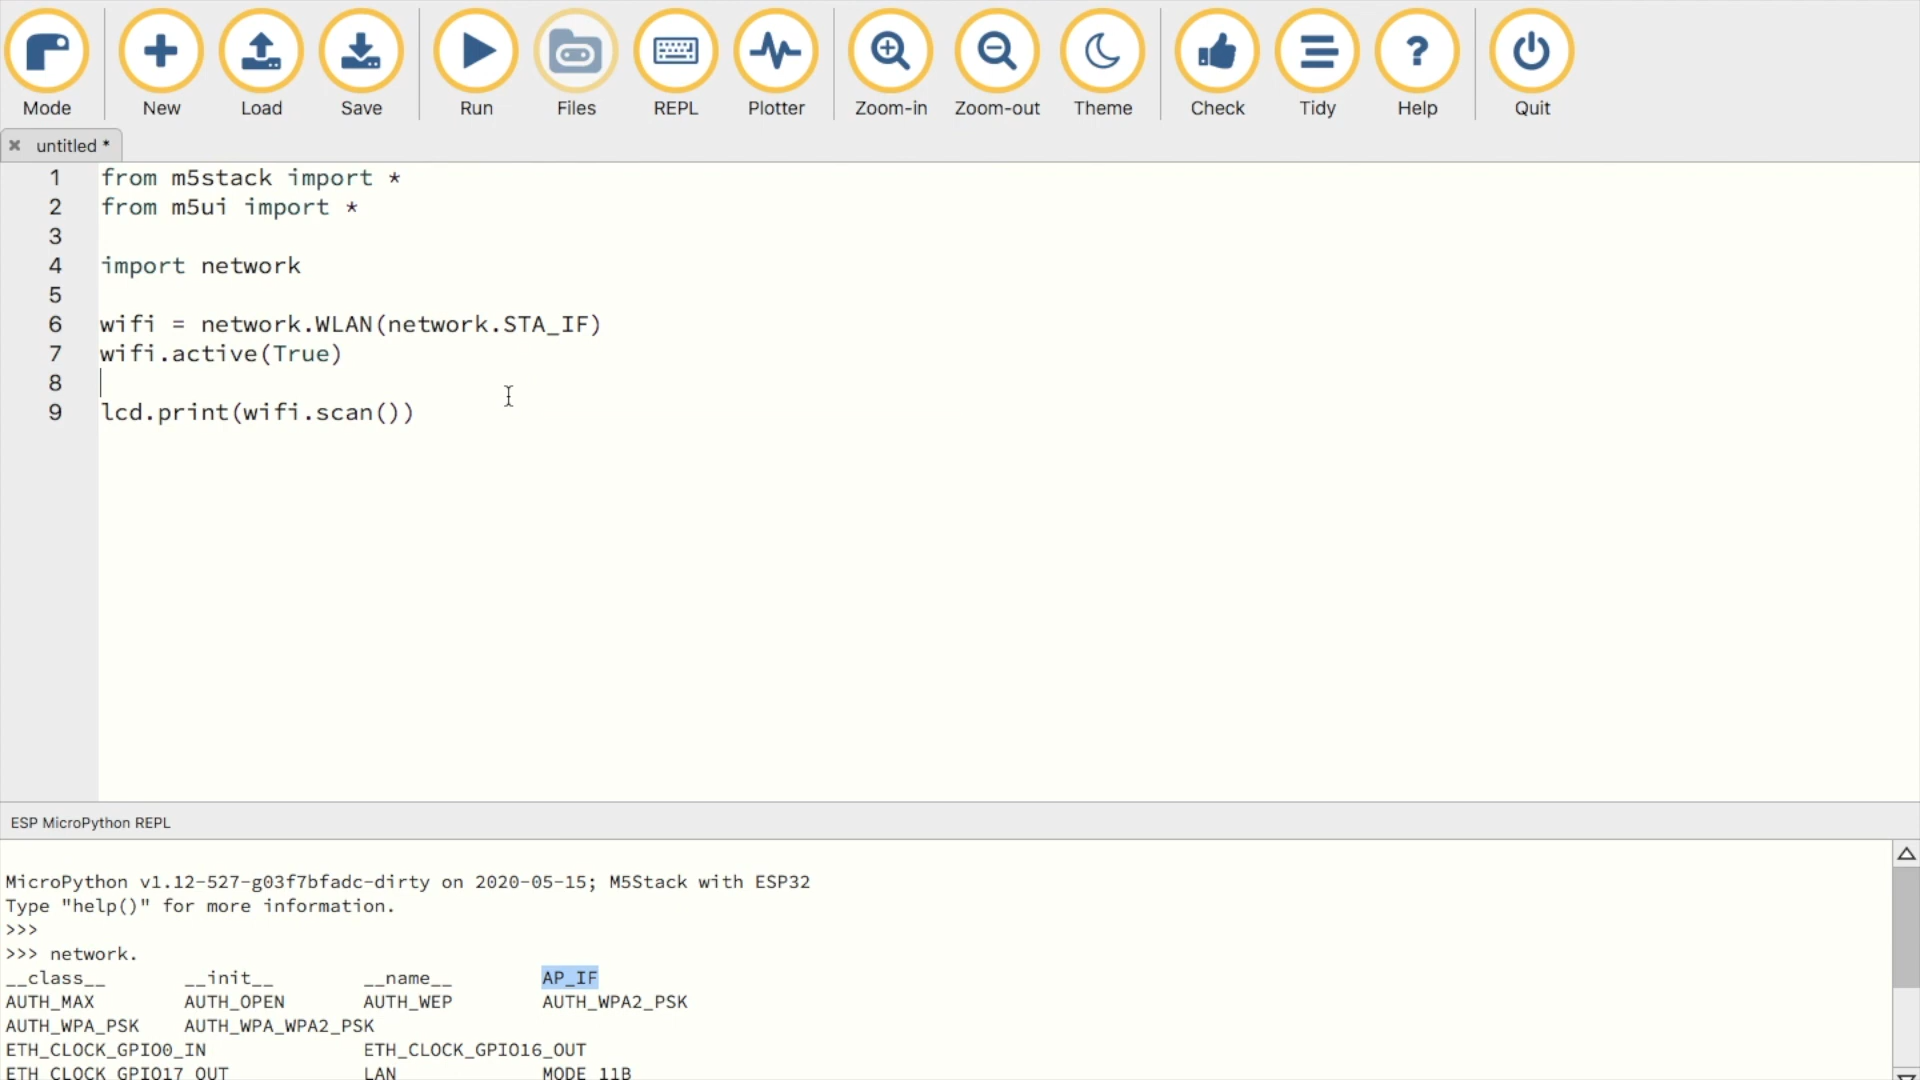 Mode New Load Save Run Files REPL Plotter Zoom-in Zoom-out Theme Check Tidy Help Quit
untitled *
1 from m5stack import *
2 from m5ui import *
3
4 import network
5
6 wifi = network.WLAN(network.STA_IF)
7 wifi.active(True)
8
9 lcd.print(wifi.scan())
ESP MicroPython REPL
MicroPython v1.12-527-g03f7bfadc-dirty on 2020-05-15; M5Stack with ESP32
Type "help()" for more information.
>>>
>>> network.
__class__ __init__ __name__ AP_IF
AUTH_MAX AUTH_OPEN AUTH_WEP AUTH_WPA2_PSK
AUTH_WPA_PSK AUTH_WPA_WPA2_PSK
ETH_CLOCK_GPIO0_IN ETH_CLOCK_GPIO16_OUT
ETH_CLOCK_GPIO17_OUT LAN MODE_11B